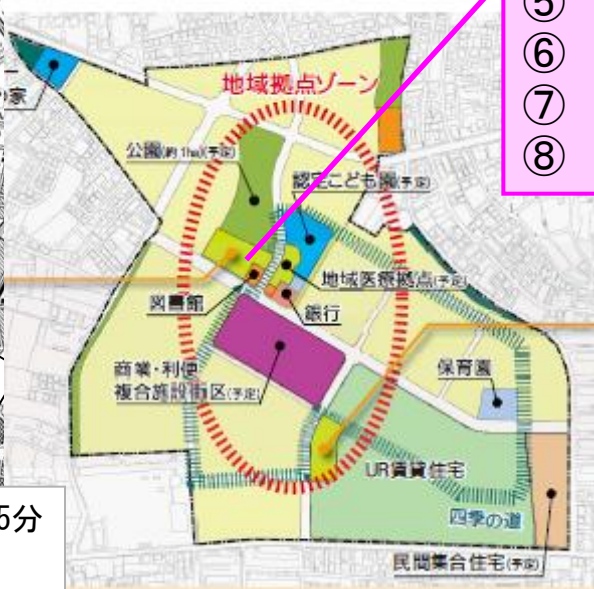 ⑤
⑥
⑦
⑧
家
地域拠点ゾーン
公園(約1ha)(予定)
認定こども園(予定)
地域医療拠点(予定)
図書館
銀行
商業・利便
複合施設街区(予定)
保育園
UR賃貸住宅
四季の道
民間集合住宅(予定)
5分